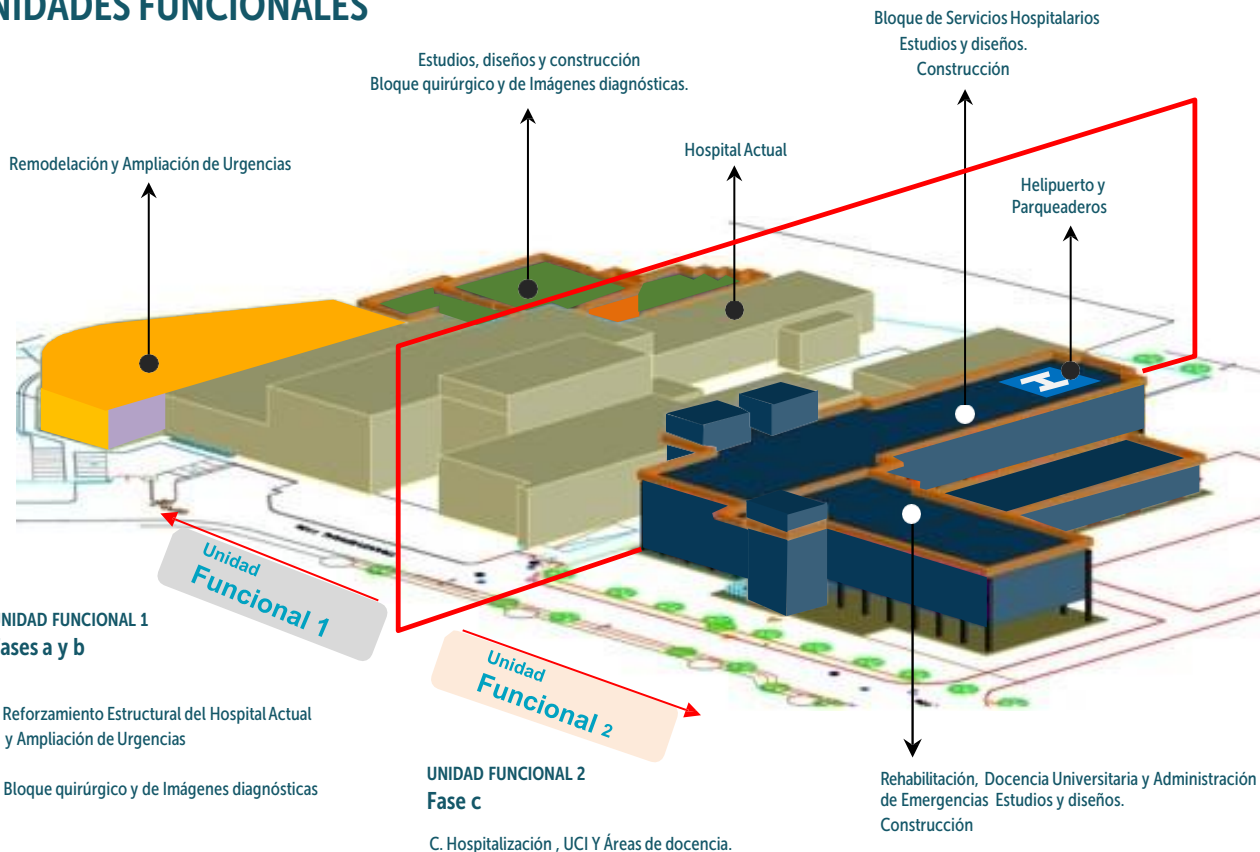 NIDADES FUNCIONALES
Bloque de Servicios Hospitalarios
Estudios y diseños.
Construcción
Estudios, diseños y construcción
Bloque quirúrgico y de Imágenes diagnósticas.
Remodelación y Ampliación de Urgencias
Hospital Actual
Helipuerto y
Parqueaderos
H
Unidad
Funcional 1
Unidad
Funcional 2
NIDAD FUNCIONAL 1
ases a y b
Reforzamiento Estructural del Hospital Actual
y Ampliación de Urgencias
Bloque quirúrgico y de Imágenes diagnósticas
UNIDAD FUNCIONAL 2
Fase c
C. Hospitalización , UCI Y Áreas de docencia.
Rehabilitación, Docencia Universitaria y Administración
de Emergencias Estudios y diseños.
Construcción